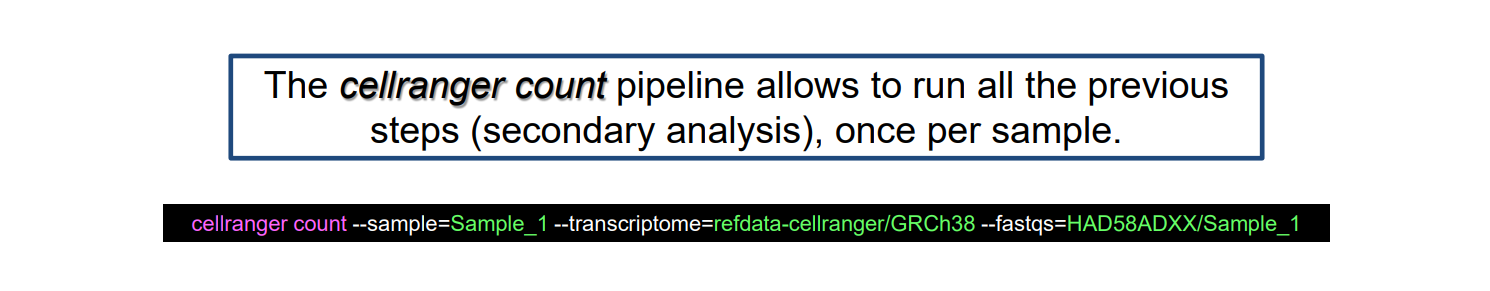 The cellranger count pipeline allows to run all the previous
steps (secondary analysis), once per sample.
cellranger count --sample=Sample_1 --transcriptome=refdata-cellranger/GRCh38 --fastqs=HAD58ADXX/Sample_1